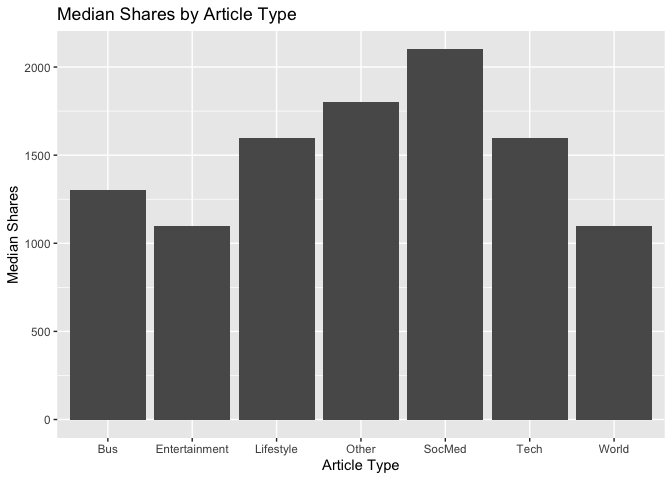 Median Shares by Article Type
Median Shares
2000
1500
1000
500
0
Bus Entertainment Lifestyle Other SocMed Tech World
Article Type